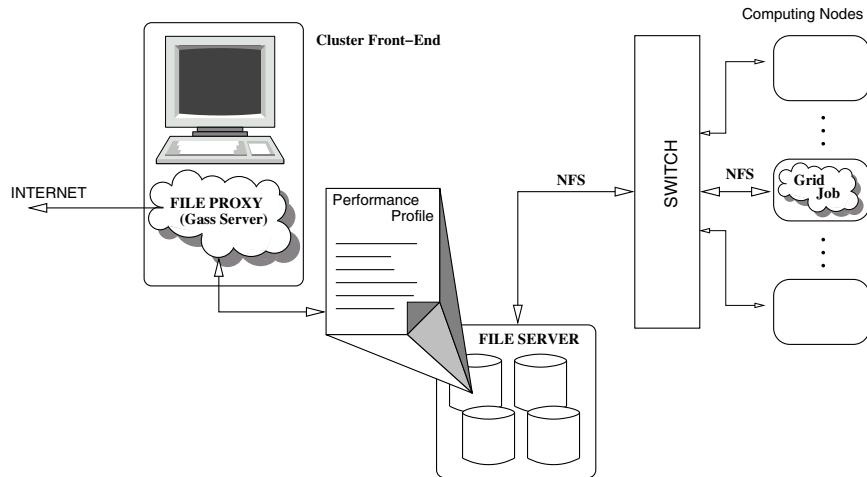 Computing Nodes
Cluster Front–End
INTERNET
FILE PROXY
(Gass Server)
Performance
Profile
NFS
SWITCH
NFS
Grid
Job
FILE SERVER